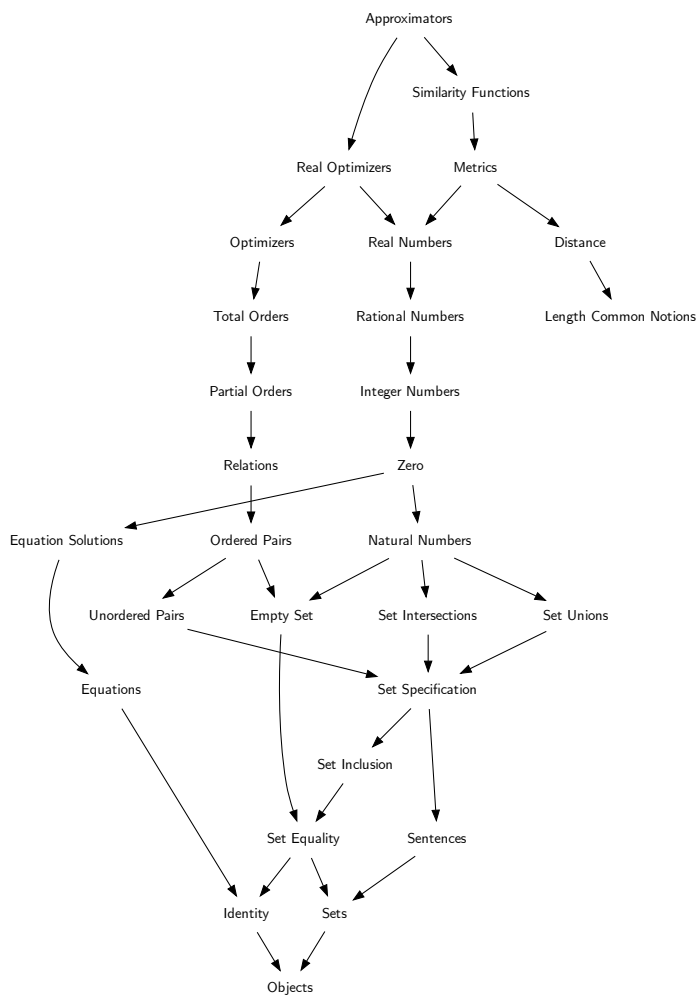 Approximators
Similarity Functions
Real Optimizers
Metrics
Optimizers
Real Numbers
Distance
Total Orders
Rational Numbers
Length Common Notions
Partial Orders
Integer Numbers
Relations
Zero
Equation Solutions
Ordered Pairs
Natural Numbers
Unordered Pairs
Empty Set
Set Intersections
Set Unions
Equations
Set Specification
Set Inclusion
Set Equality
Sentences
Identity
Sets
Objects